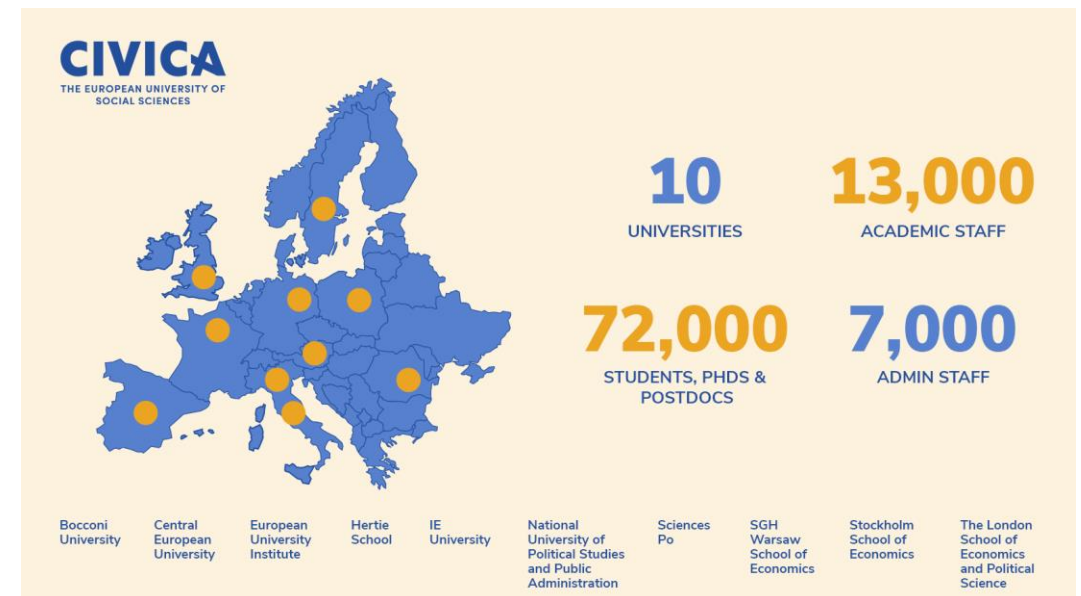 CIVICA
THE EUROPEAN UNIVERSITY OF
SOCIAL SCIENCES
10
UNIVERSITIES
13,000
ACADEMIC STAFF
72,000
STUDENTS, PHDS &
POSTDOCS
7,000
ADMIN STAFF
Bocconi
University
Central
European
University
European
University
Institute
Hertie
School
IE
University
National
University of
Political Studies
and Public
Administration
Sciences
Po
SGH
Warsaw
School of
Economics
Stockholm
School of
Economics
The London
School of
Economics
and Political
Science